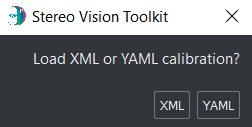 Stereo Vision Toolkit
Load XML or YAML calibration?
XML YAML